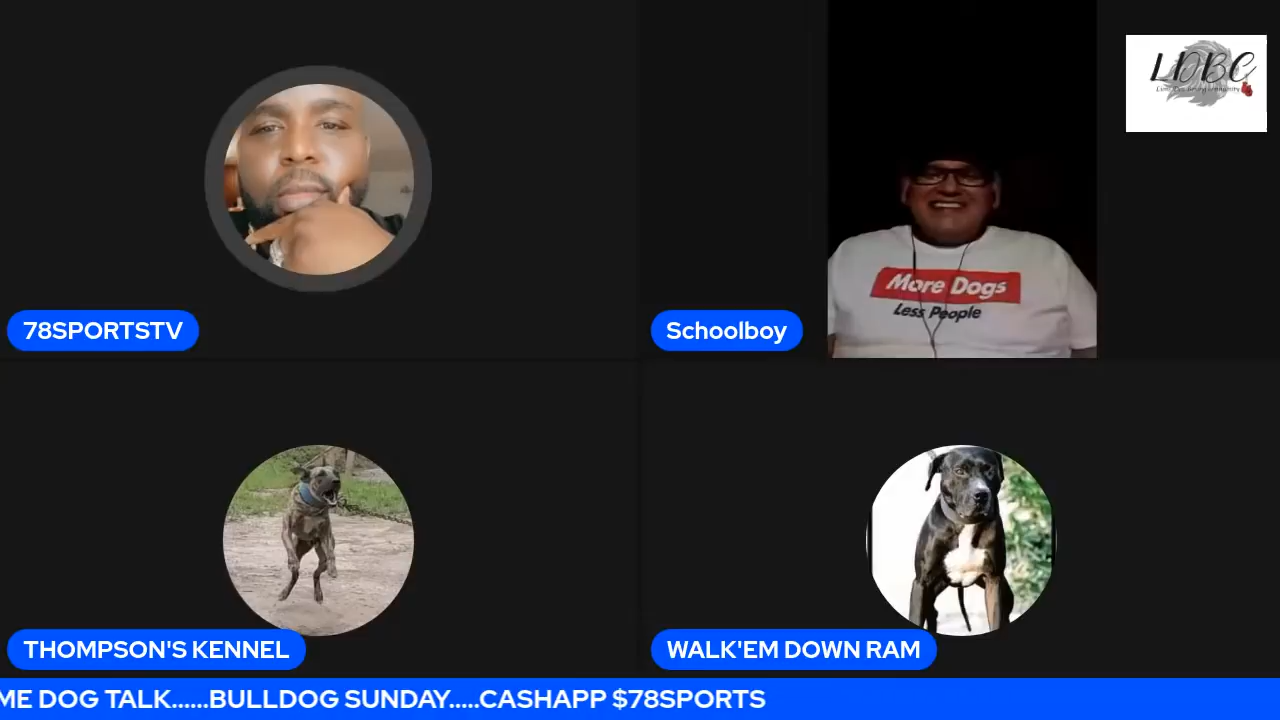 LDBC
78SPORTSTV
Schoolboy
More Dogs
Less People
THOMPSON'S KENNEL
WALK'EM DOWN RAM
ME DOG TALK......BULLDOG SUNDAY.....CASHAPP $78SPORTS